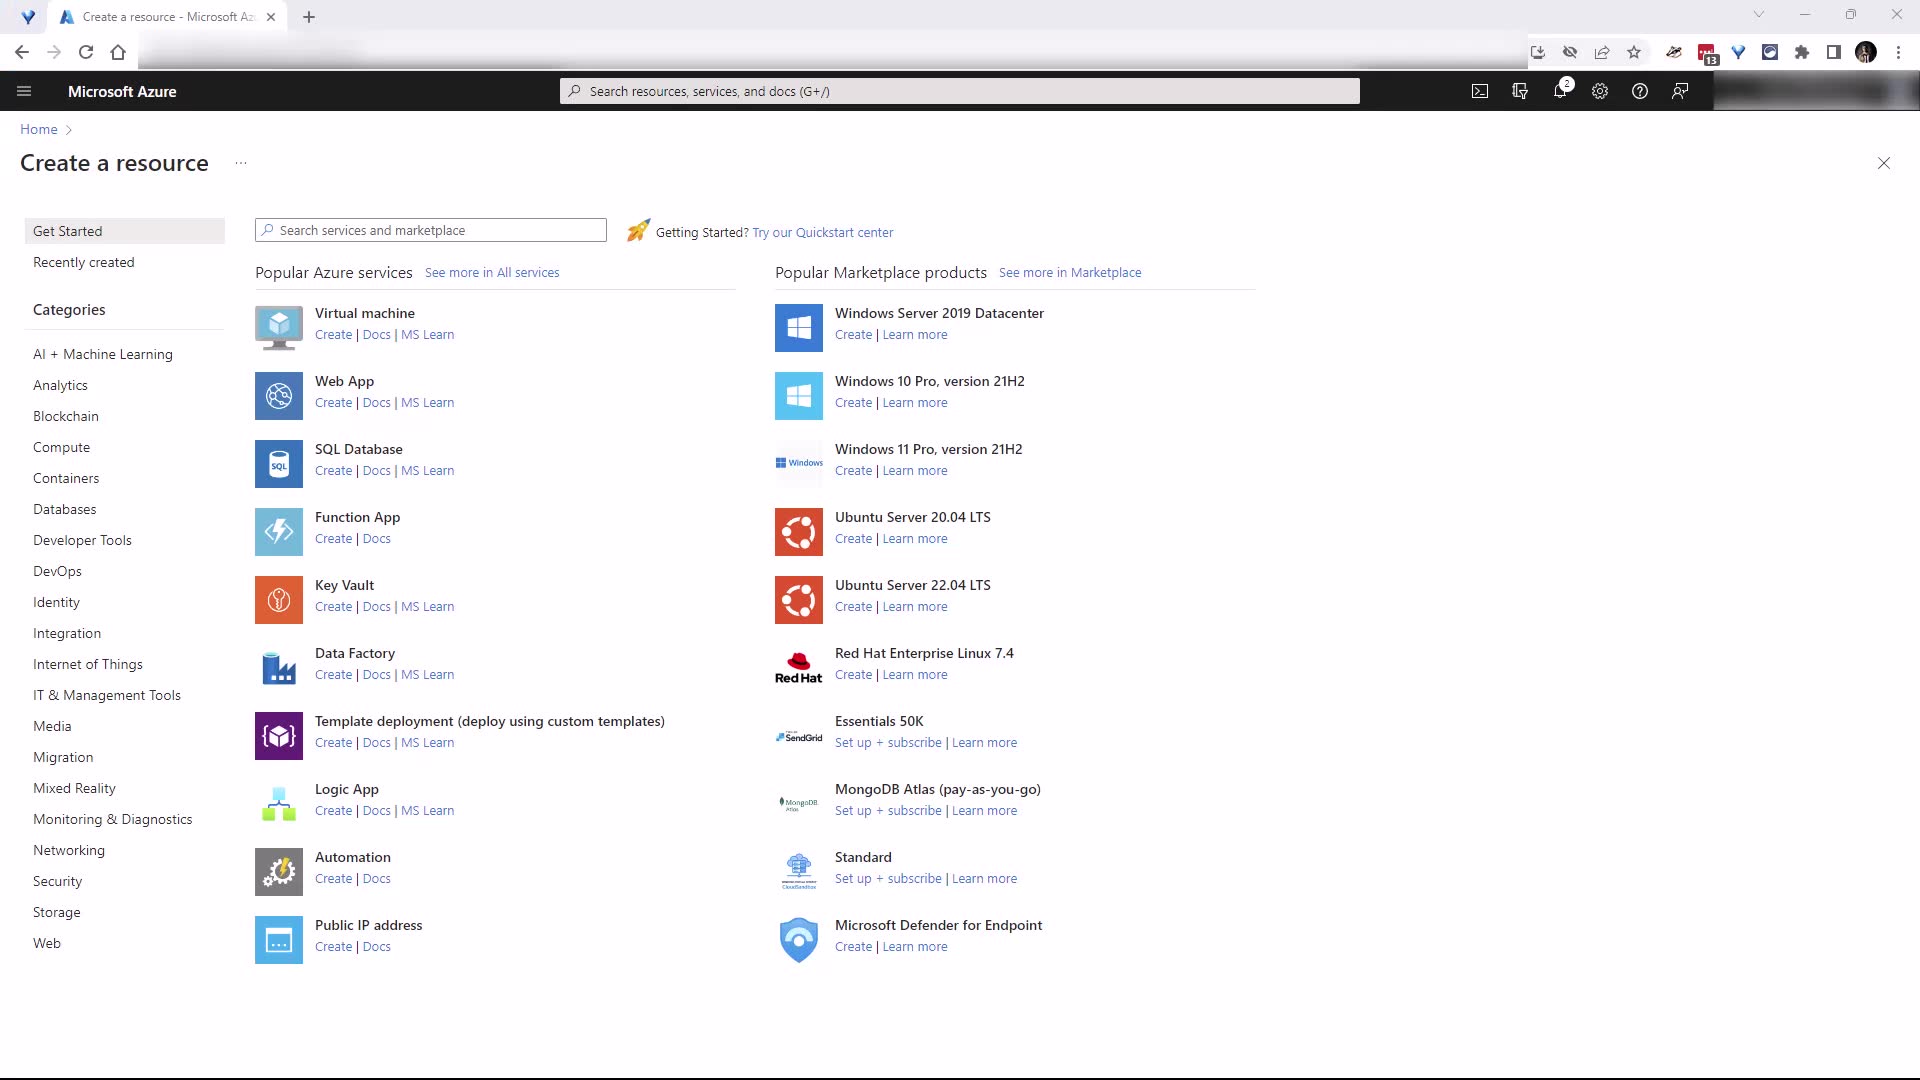 Create a resource - Microsoft Az
13
Microsoft Azure
Search resources, services, and docs (G+/)
2
Home
Create a resource
Get Started
Recently created
Categories
AI + Machine Learning
Analytics
Blockchain
Compute
Containers
Databases
Developer Tools
DevOps
Identity
Integration
Internet of Things
IT & Management Tools
Media
Migration
Mixed Reality
Monitoring & Diagnostics
Networking
Security
Storage
Web
Search services and marketplace
Getting Started? Try our Quickstart center
Popular Azure services See more in All services
Virtual machine
Create | Docs | MS Learn
Web App
Create | Docs | MS Learn
SQL
SQL Database
Create | Docs | MS Learn
Function App
Create | Docs
Key Vault
Create | Docs | MS Learn
Data Factory
Create | Docs | MS Learn
Template deployment (deploy using custom templates)
Create | Docs | MS Learn
Logic App
Create | Docs | MS Learn
Automation
Create | Docs
Public IP address
Create | Docs
Popular Marketplace products See more in Marketplace
Windows Server 2019 Datacenter
Create | Learn more
Windows 10 Pro, version 21H2
Create | Learn more
Windows
Windows 11 Pro, version 21H2
Create | Learn more
Ubuntu Server 20.04 LTS
Create | Learn more
Ubuntu Server 22.04 LTS
Create | Learn more
Red Hat
Red Hat Enterprise Linux 7.4
Create | Learn more
SendGrid
Essentials 50K
Set up + subscribe | Learn more
MongoDB.
Atlas
MongoDB Atlas (pay-as-you-go)
Set up + subscribe | Learn more
CloudSandbox
Standard
Set up + subscribe | Learn more
Microsoft Defender for Endpoint
Create | Learn more